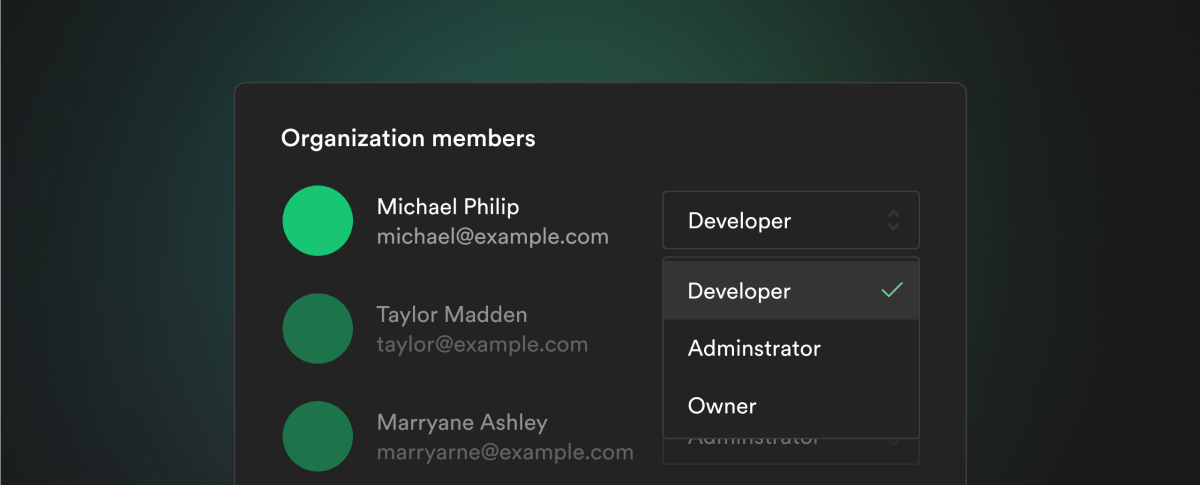 Organization members
Michael Philip
michael@example.com
Developer
Developer
Adminstrator
Owner
Taylor Madden
taylor@example.com
Marryane Ashley
marryarne@example.com
Adminstrator